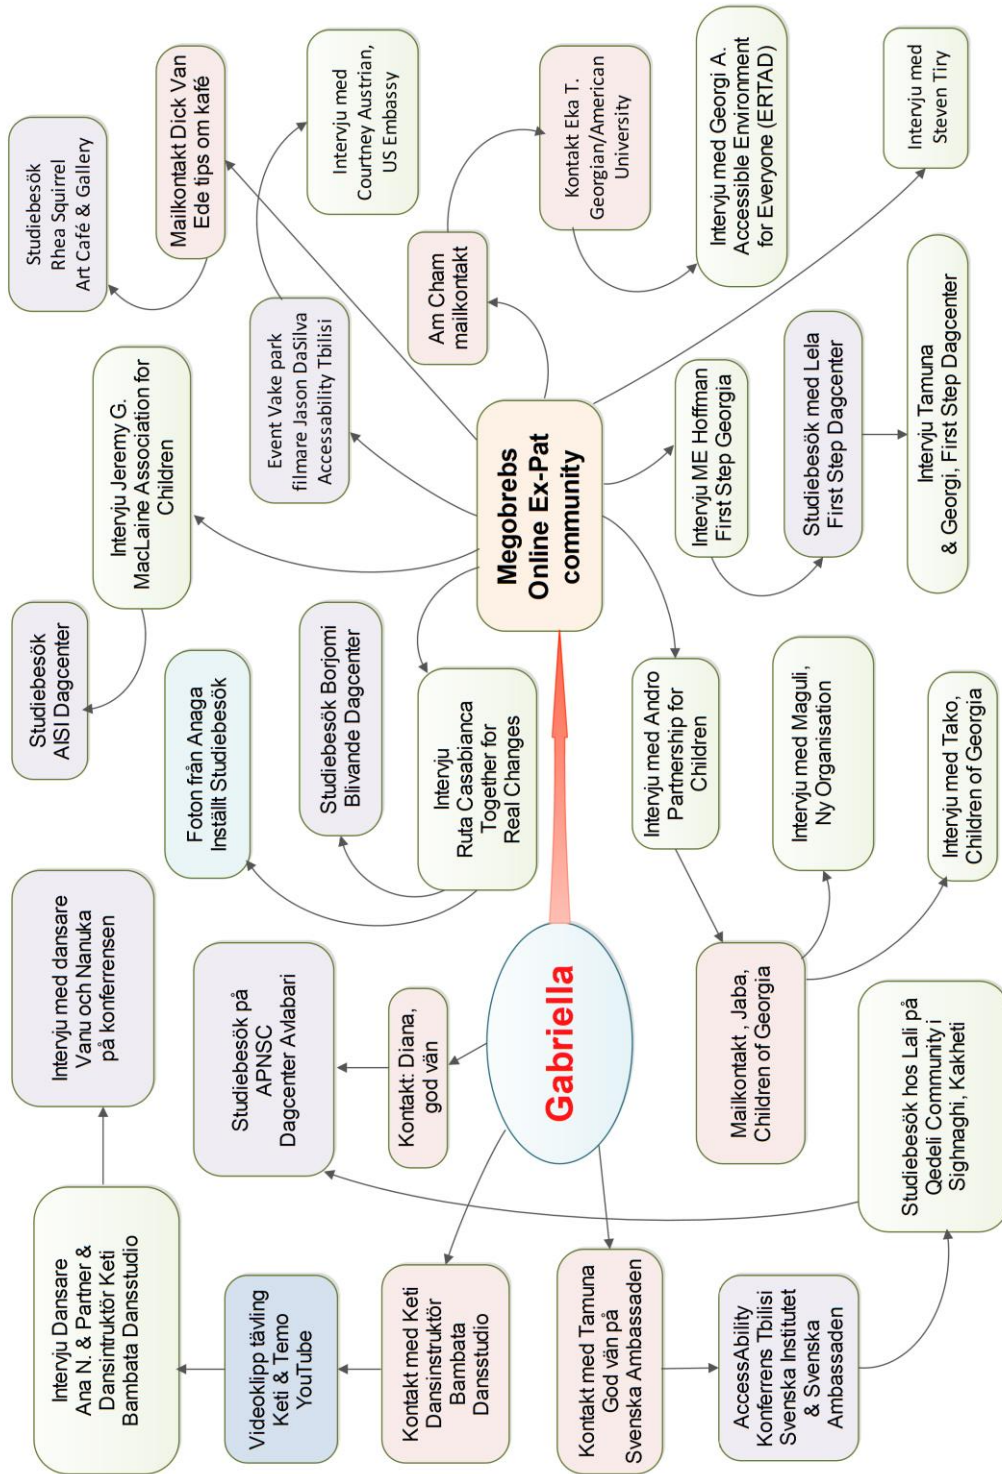 Intervju Dansare
Ana N. & Partner &
Dansintruktör Keti
Bambata Dansstudio
Intervju med dansare
Vanu och Nanuka
på konferrensen
Studiebesök
AISI Dagcenter
Intervju Jeremy G.
MacLaine Association for
Children
Studiebesök
Rhea Squirrel
Art Café & Gallery
Mailkontakt Dick Van
Ede tips om kafé
Videoklipp tävling
Keti & Temo
YouTube
Studiebesök på
APNSC
Dagcenter Avlabari
Foton från Anaga
Inställt Studiebesök
Studiebesök Borjomi
Blivande Dagcenter
Event Vake park
filmare Jason DaSilva
Accessability Tbilisi
Intervju med
Courtney Austrian,
US Embassy
Kontakt med Keti
Dansinstruktör
Bambata
Dansstudio
Kontakt: Diana,
god vän
Intervju
Ruta Casabianca
Together for
Real Changes
Am Cham
mailkontakt
Kontakt Eka T.
Georgian/American
University
Gabriella
Megobrebs
Online Ex-Pat
community
Kontakt med Tamuna
God vän på
Svenska Ambassaden
Intervju med Andro
Partnership for
Children
Intervju ME Hoffman
First Step Georgia
Intervju med Georgi A.
Accessible Environment
for Everyone (ERTAD)
AccessAbility
Konferrens Tbilisi
Svenska Institutet
& Svenska
Ambassaden
Mailkontakt , Jaba,
Children of Georgia
Intervju med Maguli,
Ny Organisation
Studiebesök med Lela
First Step Dagcenter
Studiebesök hos Lali på
Qedeli Community i
Sighnaghi, Kakheti
Intervju med Tako,
Children of Georgia
Intervju Tamuna
& Georgi, First Step Dagcenter
Intervju med
Steven Tiry